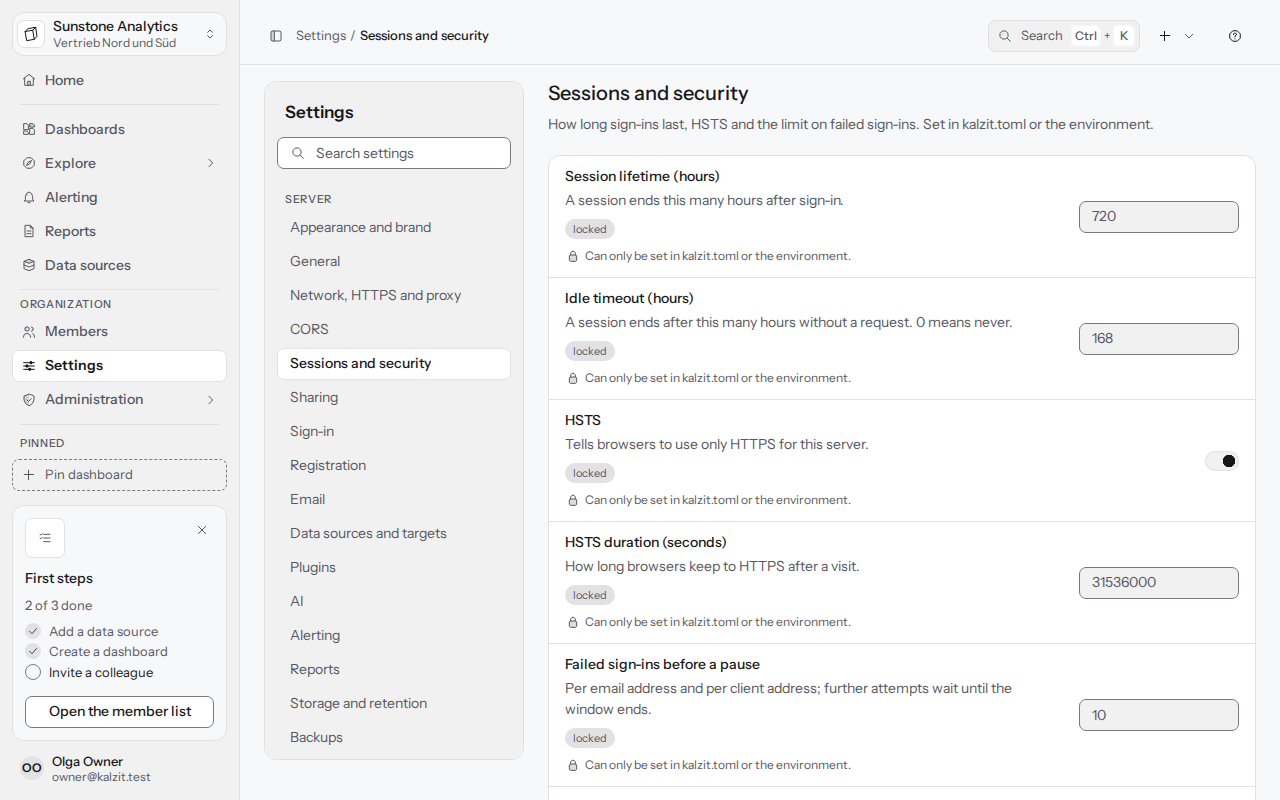 Sunstone Analytics
Vertrieb Nord und Süd
Home
Dashboards
Explore
Alerting
Reports
Data sources
ORGANIZATION
Members
Settings
Administration
PINNED
Pin dashboard
First steps
2 of 3 done
Add a data source
Create a dashboard
Invite a colleague
Open the member list
OO
Olga Owner
owner@kalzit.test
Settings / Sessions and security
Search Ctrl + K
Settings
Search settings
SERVER
Appearance and brand
General
Network, HTTPS and proxy
CORS
Sessions and security
Sharing
Sign-in
Registration
Email
Data sources and targets
Plugins
AI
Alerting
Reports
Storage and retention
Backups
Sessions and security
How long sign-ins last, HSTS and the limit on failed sign-ins. Set in kalzit.toml or the environment.
Session lifetime (hours)
A session ends this many hours after sign-in.
locked
Can only be set in kalzit.toml or the environment.
720
Idle timeout (hours)
A session ends after this many hours without a request. 0 means never.
locked
Can only be set in kalzit.toml or the environment.
168
HSTS
Tells browsers to use only HTTPS for this server.
locked
Can only be set in kalzit.toml or the environment.
HSTS duration (seconds)
How long browsers keep to HTTPS after a visit.
locked
Can only be set in kalzit.toml or the environment.
31536000
Failed sign-ins before a pause
Per email address and per client address; further attempts wait until the
window ends.
locked
Can only be set in kalzit.toml or the environment.
10